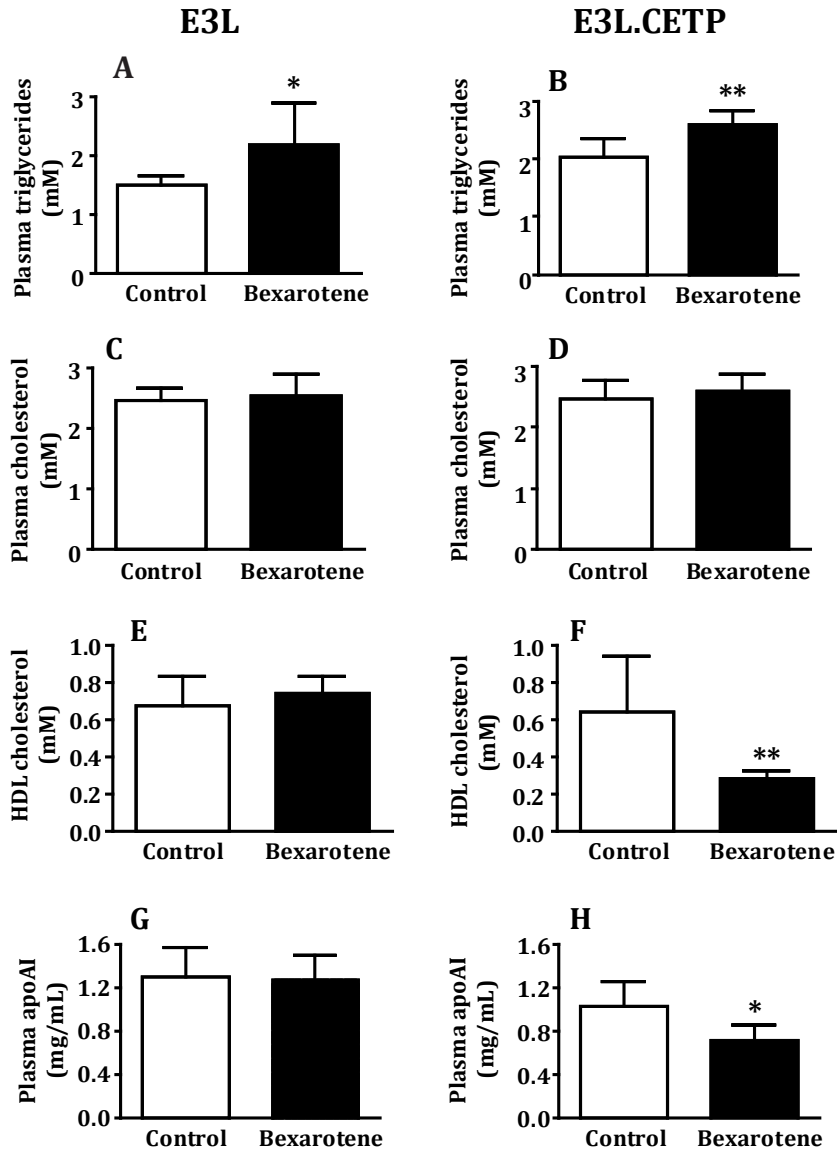 E3L
E3L.CETP
A
*
Plasma triglycerides
(mM)
3
2
1
0
Control
Bexarotene
B
**
Plasma triglycerides
(mM)
3
2
1
0
Control
Bexarotene
C
Plasma cholesterol
(mM)
3
2
1
0
Control
Bexarotene
D
Plasma cholesterol
(mM)
3
2
1
0
Control
Bexarotene
E
HDL cholesterol
(mM)
1.0
0.8
0.6
0.4
0.2
0.0
Control
Bexarotene
F
**
HDL cholesterol
(mM)
1.0
0.8
0.6
0.4
0.2
0.0
Control
Bexarotene
G
Plasma apoAI
(mg/mL)
1.6
1.2
0.8
0.4
0.0
Control
Bexarotene
H
*
Plasma apoAI
(mg/mL)
1.6
1.2
0.8
0.4
0.0
Control
Bexarotene